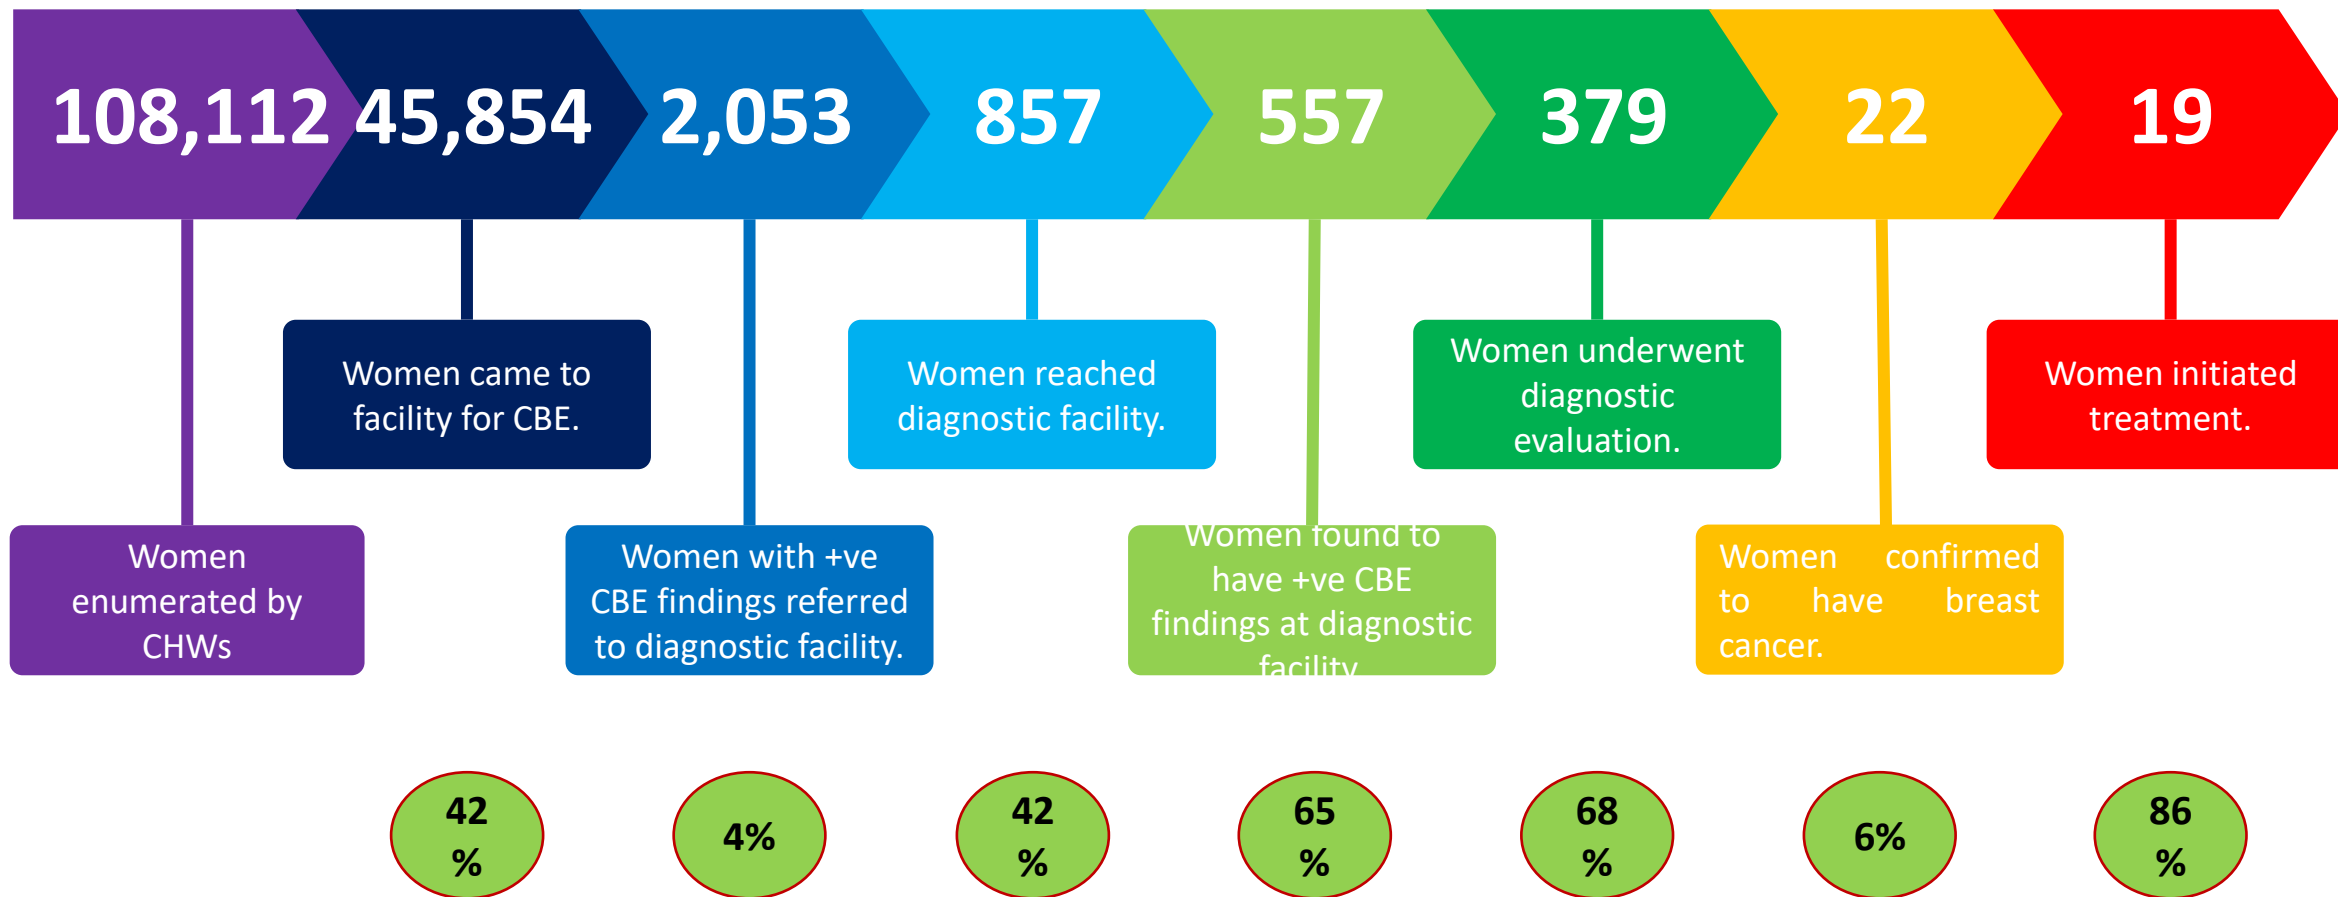 108,112
45,854
2,053
857
557
379
22
19
Women came to
facility for CBE.
Women reached
diagnostic facility.
Women underwent
diagnostic
evaluation.
Women initiated
treatment.
Women
enumerated by
CHWs
Women with +ve
CBE findings referred
to diagnostic facility.
Women found to
have +ve CBE
findings at diagnostic
facility
Women confirmed
to have breast
cancer.
42
%
4%
42
%
65
%
68
%
6%
86
%